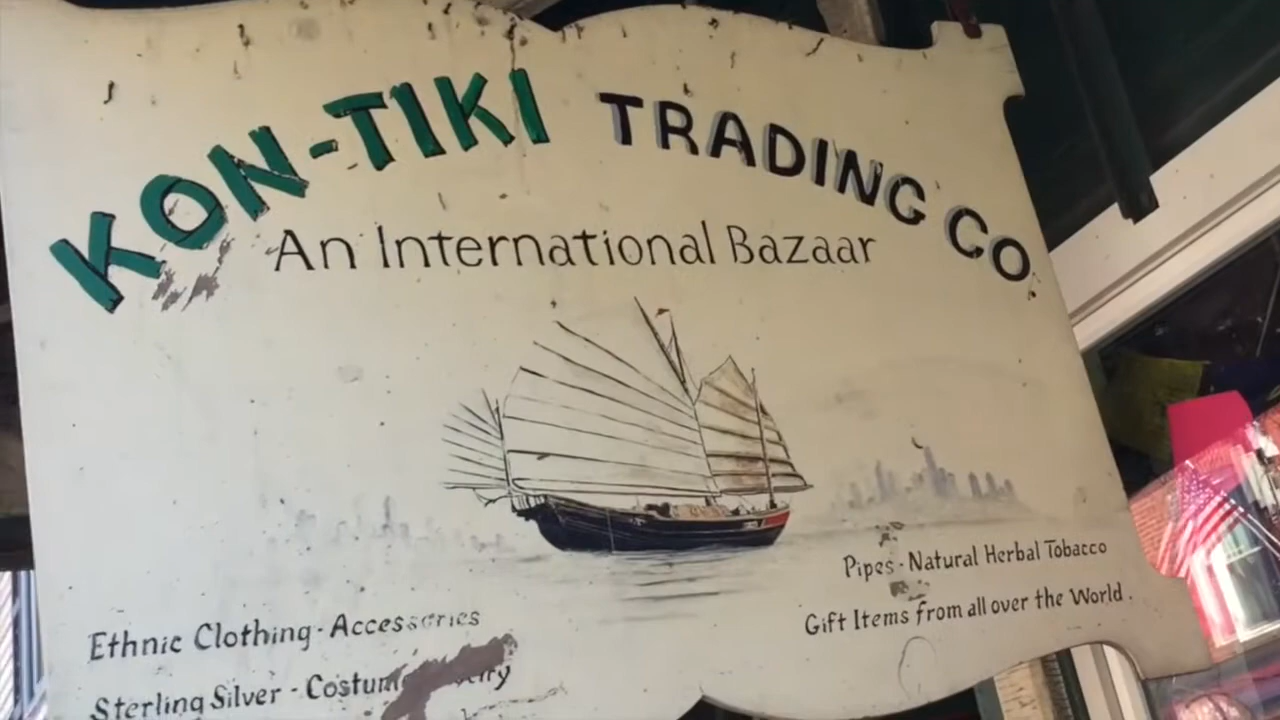 KON-TIKI TRADING CO.
An International Bazaar
Pipes - Natural Herbal Tobacco
Gift Items from all over the World.
Ethnic Clothing - Accessories
Sterling Silver - Costume